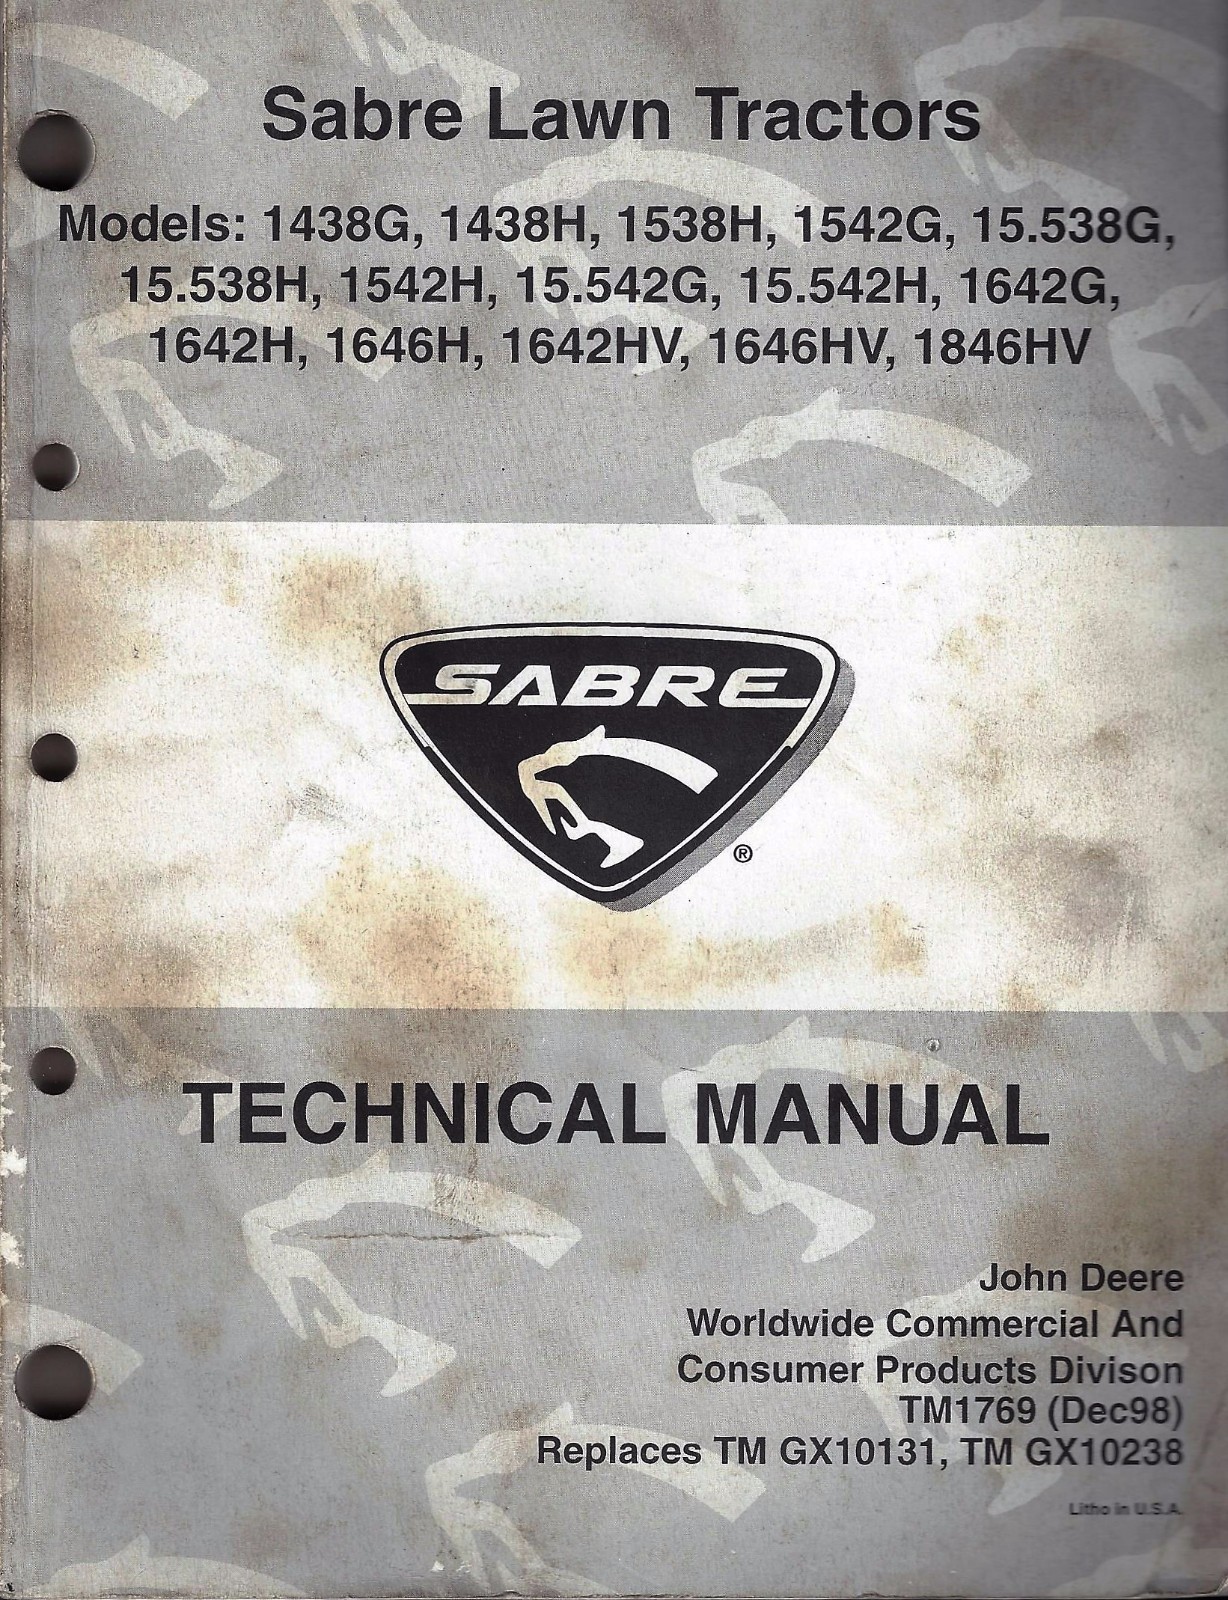 Sabre Lawn Tractors
Models: 1438G, 1438H, 1538H, 1542G, 15.538G,
15.538H, 1542H, 15.542G, 15.542H, 1642G,
1642H, 1646H, 1642HV, 1646HV, 1846HV
SABRE
®
TECHNICAL MANUAL
John Deere
Worldwide Commercial And
Consumer Products Divison
TM1769 (Dec98)
Replaces TM GX10131, TM GX10238
Litho in U.S.A.